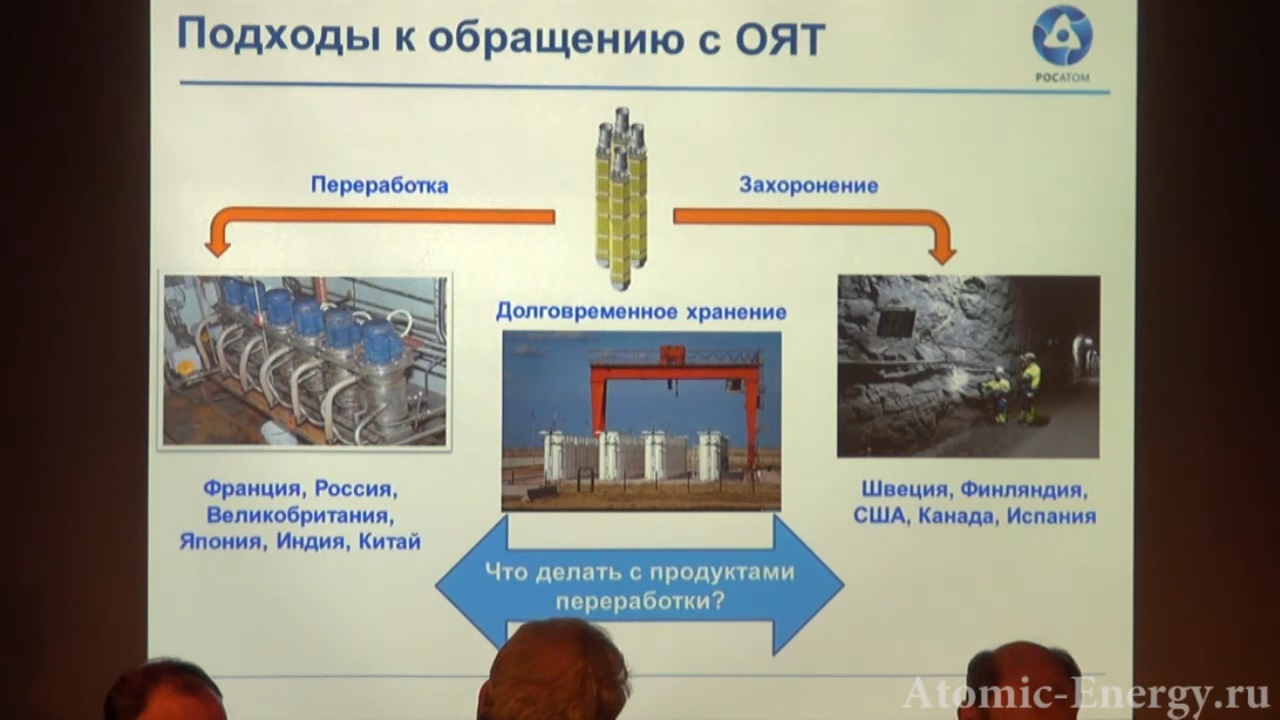 Подходы к обращению с ОЯТ
РОСАТОМ
Переработка
Захоронение
Долговременное хранение
Франция, Россия,
Великобритания,
Япония, Индия, Китай
Швеция, Финляндия,
США, Канада, Испания
Что делать с продуктами
переработки?
Atomic-Energy.ru